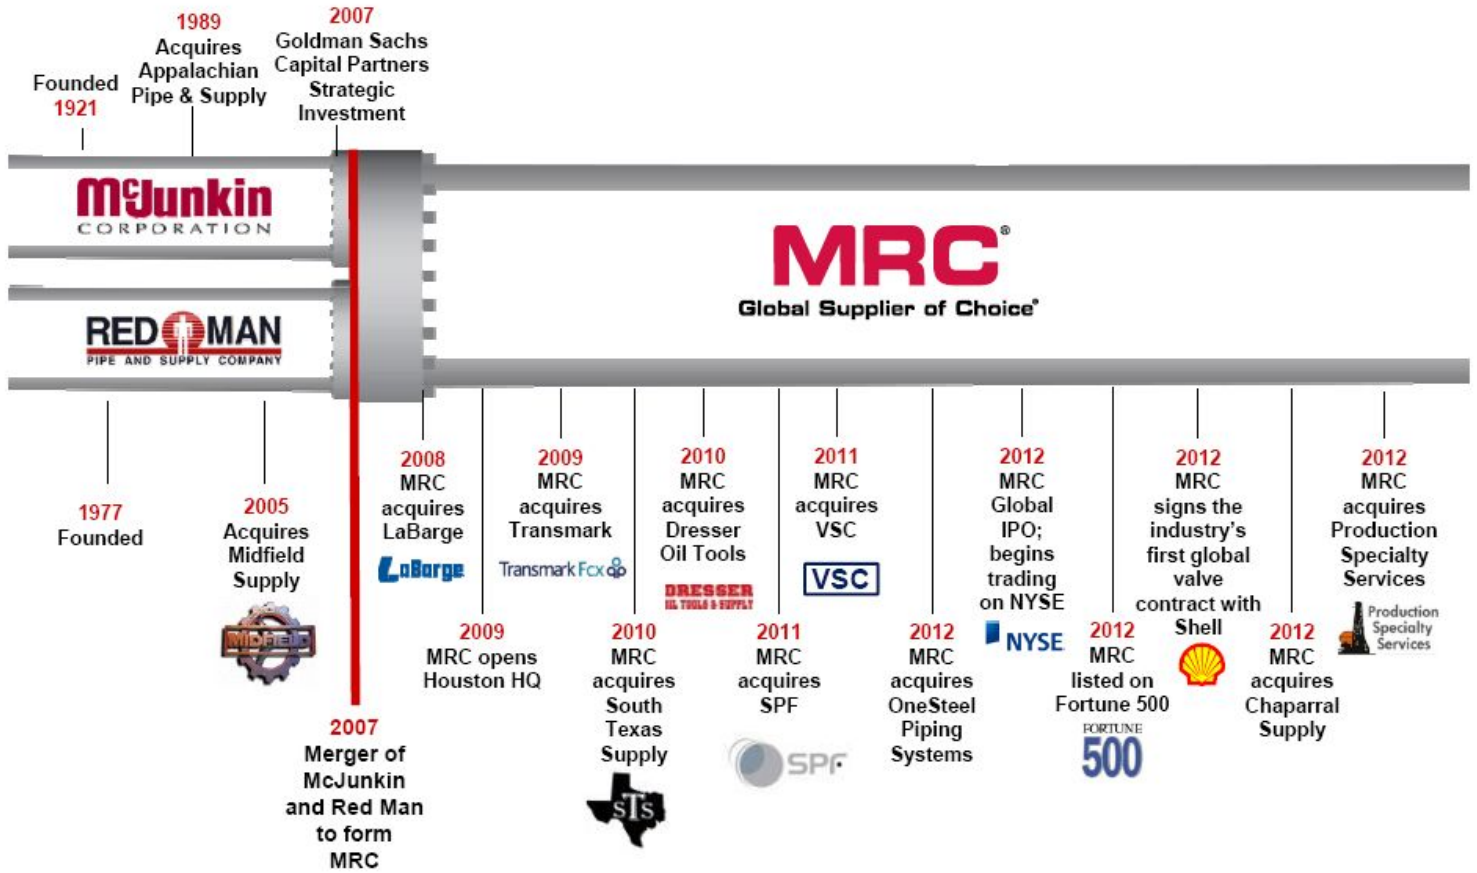 Founded
1921
1989
Acquires
Appalachian
Pipe & Supply
2007
Goldman Sachs
Capital Partners
Strategic
Investment
McJunkin
CORPORATION
RED MAN
PIPE AND SUPPLY COMPANY
MRC®
Global Supplier of Choice®
1977
Founded
2005
Acquires
Midfield
Supply
MIDFIELD
2007
Merger of
McJunkin
and Red Man
to form
MRC
2008
MRC
acquires
LaBarge
LaBarge
2009
MRC opens
Houston HQ
2009
MRC
acquires
Transmark
Transmark Fcx
2010
MRC
acquires
South
Texas
Supply
STS
2010
MRC
acquires
Dresser
Oil Tools
DRESSER
OIL TOOLS & SUPPLY
2011
MRC
acquires
SPF
SPF
2011
MRC
acquires
VSC
VSC
2012
MRC
acquires
OneSteel
Piping
Systems
2012
MRC
Global
IPO;
begins
trading
on NYSE
NYSE
2012
MRC
listed on
Fortune 500
FORTUNE
500
2012
MRC
signs the
industry's
first global
valve
contract with
Shell
2012
MRC
acquires
Chaparral
Supply
2012
MRC
acquires
Production
Specialty
Services
Production
Specialty
Services